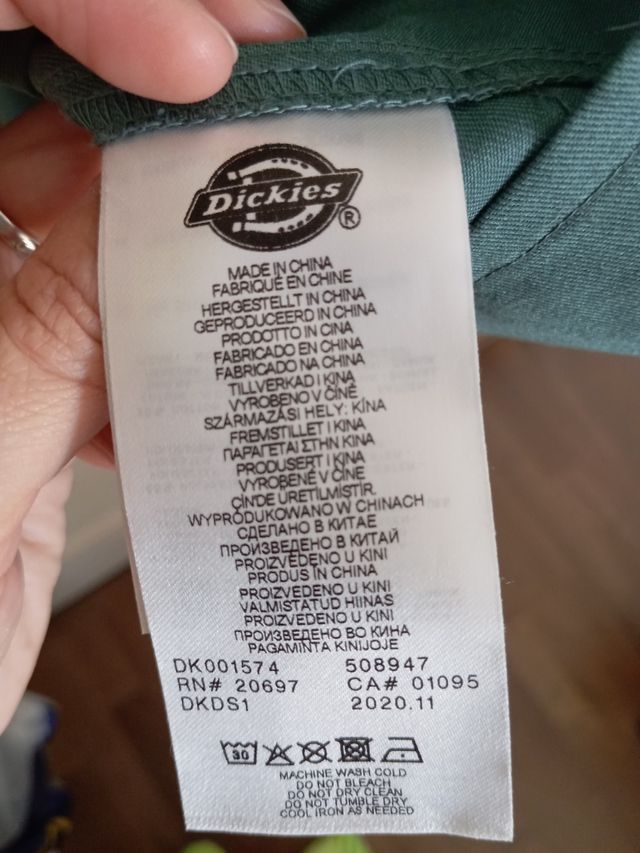 DICKIES ®
MADE IN CHINA
FABRIQUÉ EN CHINE
HERGESTELLT IN CHINA
GEPRODUCEERD IN CHINA
PRODOTTO IN CINA
FABRICADO EN CHINA
FABRICADO NA CHINA
TILLVERKAD I KINA
VYROBENO V ČÍNĚ
SZÁRMAZÁSI HELY: KÍNA
FREMSTILLET I KINA
ΠΑΡΑΓΕΤΑΙ ΣΤΗΝ ΚΙΝΑ
PRODUSERT I KINA
VYROBENÉ V ČÍNE
ÇİN'DE ÜRETİLMİŞTİR.
WYPRODUKOWANO W CHINACH
СДЕЛАНО В КИТАЕ
ПРОИЗВЕДЕНО В КИТАЙ
PROIZVEDENO U KINI
PRODUS ÎN CHINA
PROIZVEDENO U KINI
VALMISTATUD HIINAS
PROIZVEDENO U KINI
ПРОИЗВЕДЕНО ВО КИНА
PAGAMINTA KINIJOJE
DK001574 508947
RN# 20697 CA# 01095
DKDS1 2020.11
30
MACHINE WASH COLD
DO NOT BLEACH
DO NOT DRY CLEAN
DO NOT TUMBLE DRY
COOL IRON AS NEEDED